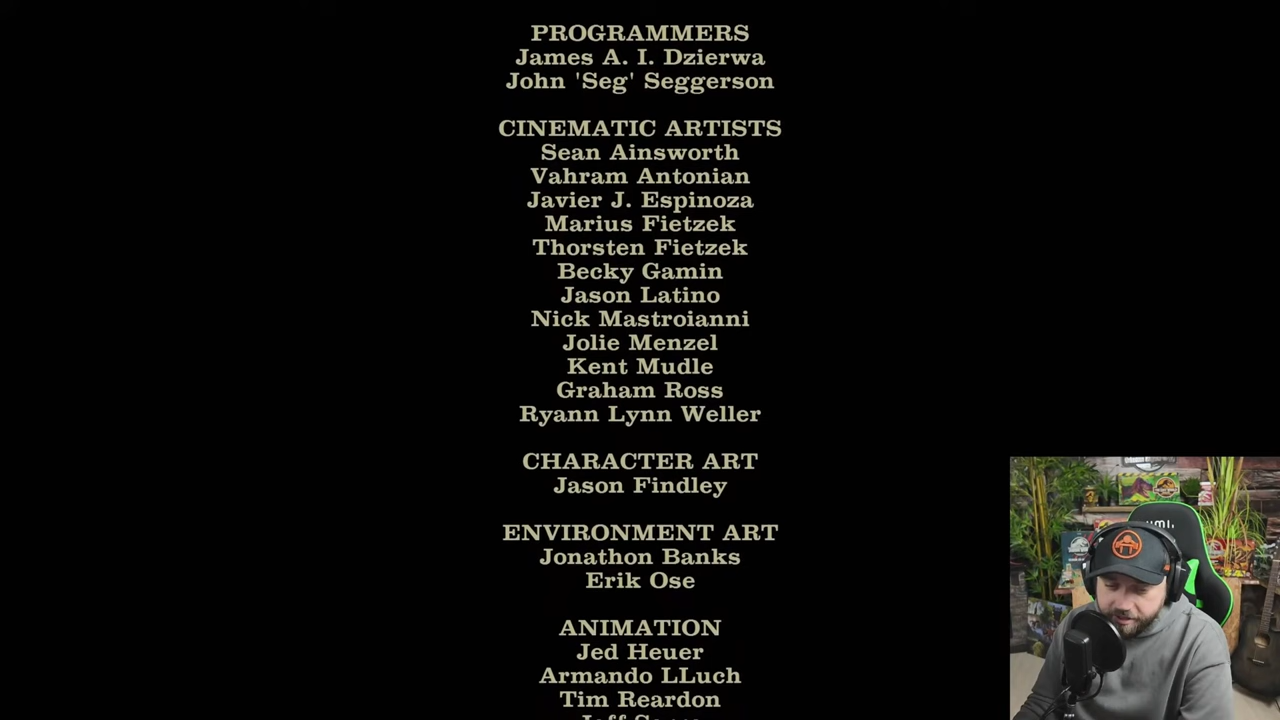 PROGRAMMERS
James A. I. Dzierwa
John 'Seg' Seggerson
CINEMATIC ARTISTS
Sean Ainsworth
Vahram Antonian
Javier J. Espinoza
Marius Fietzek
Thorsten Fietzek
Becky Gamin
Jason Latino
Nick Mastroianni
Jolie Menzel
Kent Mudle
Graham Ross
Ryann Lynn Weller
CHARACTER ART
Jason Findley
ENVIRONMENT ART
Jonathon Banks
Erik Ose
ANIMATION
Jed Heuer
Armando LLuch
Tim Reardon